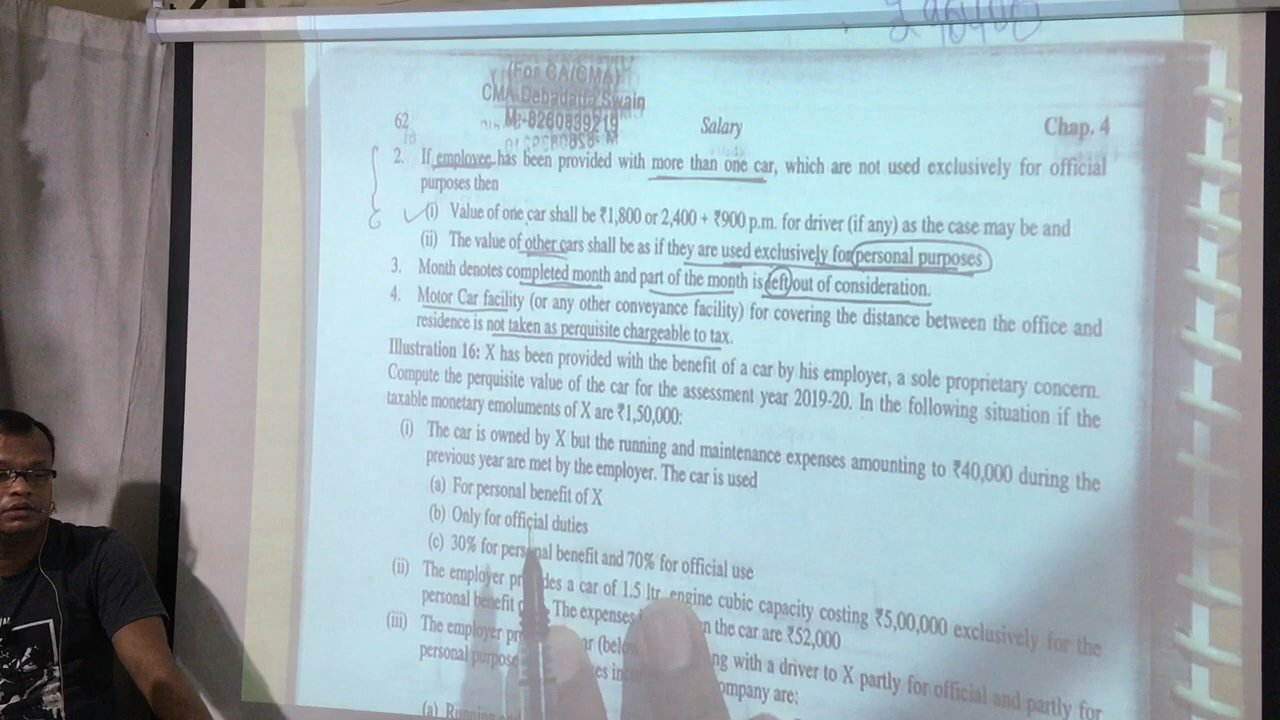 (For CA/CMA)
CMA Debadatta Swain
M:-8260839219
62 Salary Chap. 4
2. If employee has been provided with more than one car, which are not used exclusively for official
purposes then
(i) Value of one car shall be ₹1,800 or 2,400 + ₹900 p.m. for driver (if any) as the case may be and
(ii) The value of other cars shall be as if they are used exclusively for personal purposes
3. Month denotes completed month and part of the month is left out of consideration.
4. Motor Car facility (or any other conveyance facility) for covering the distance between the office and
residence is not taken as perquisite chargeable to tax.
Illustration 16: X has been provided with the benefit of a car by his employer, a sole proprietary concern.
Compute the perquisite value of the car for the assessment year 2019-20. In the following situation if the
taxable monetary emoluments of X are ₹1,50,000:
(i) The car is owned by X but the running and maintenance expenses amounting to ₹40,000 during the
previous year are met by the employer. The car is used
(a) For personal benefit of X
(b) Only for official duties
(c) 30% for personal benefit and 70% for official use
(ii) The employer provides a car of 1.5 ltr. engine cubic capacity costing ₹5,00,000 exclusively for the
personal benefit The expenses the car are ₹52,000
(iii) The employer with a driver to X partly for official and partly for
personal company are:
(a)